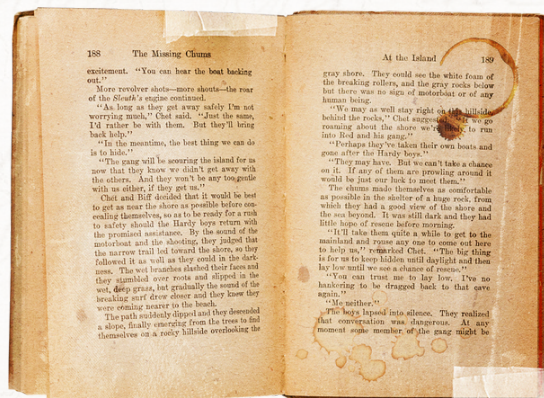 188 The Missing Chums
excitement. “You can hear the boat backing
out.”
More revolver shots—more shouts—the roar
of the Sleuth’s engine continued.
“As long as they get away safely I’m not
worrying much,” Chet said. “Just the same,
I’d rather be with them. But they’ll bring
back help.”
“In the meantime, the best thing we can do
is to hide.”
“The gang will be scouring the island for us
now that they know we didn’t get away with
the others. And they won’t be any too gentle
with us either, if they get us.”
Chet and Biff decided that it would be best
to get as near the shore as possible before con-
cealing themselves, so as to be ready for a rush
to safety should the Hardy boys return with
the promised assistance. By the sound of the
motorboat and the shooting, they judged that
the narrow trail led toward the shore, so they
followed it as well as they could in the dark-
ness. The wet branches slashed their faces and
they stumbled over roots and slipped in the
wet, deep grass, but gradually the sound of the
breaking surf drew closer and they knew they
were coming nearer to the beach.
The path suddenly dipped and they descended
a slope, finally emerging from the trees to find
themselves on a rocky hillside overlooking the
At the Island 189
gray shore. They could see the white foam of
the breaking rollers, and the gray rocks below
but there was no sign of motorboat or of any
human being.
“We may as well stay right on this hillside
behind the rocks,” Chet “If we go
roaming about the shore we’re to run
into Red and his gang.”
“Perhaps they’ve taken their own boats and
gone after the Hardy boys.”
“They may have. But we can’t take a chance
on it. If any of them are prowling around it
would be just our luck to meet them.”
The chums made themselves as comfortable
as possible in the shelter of a huge rock, from
which they had a good view of the shore and
the sea beyond. It was still dark and they had
little hope of rescue before morning.
“It’ll take them quite a while to get to the
mainland and rouse any one to come out here
to help us,” remarked Chet. “The big thing
is for us to keep hidden until daylight and then
lay low until we see a chance of rescue.”
“You can trust me to lay low. I’ve no
hankering to be dragged back to that cave
again.”
“Me neither.”
The boys lapsed into silence. They realized
that conversation was dangerous. At any
moment some member of the gang might be